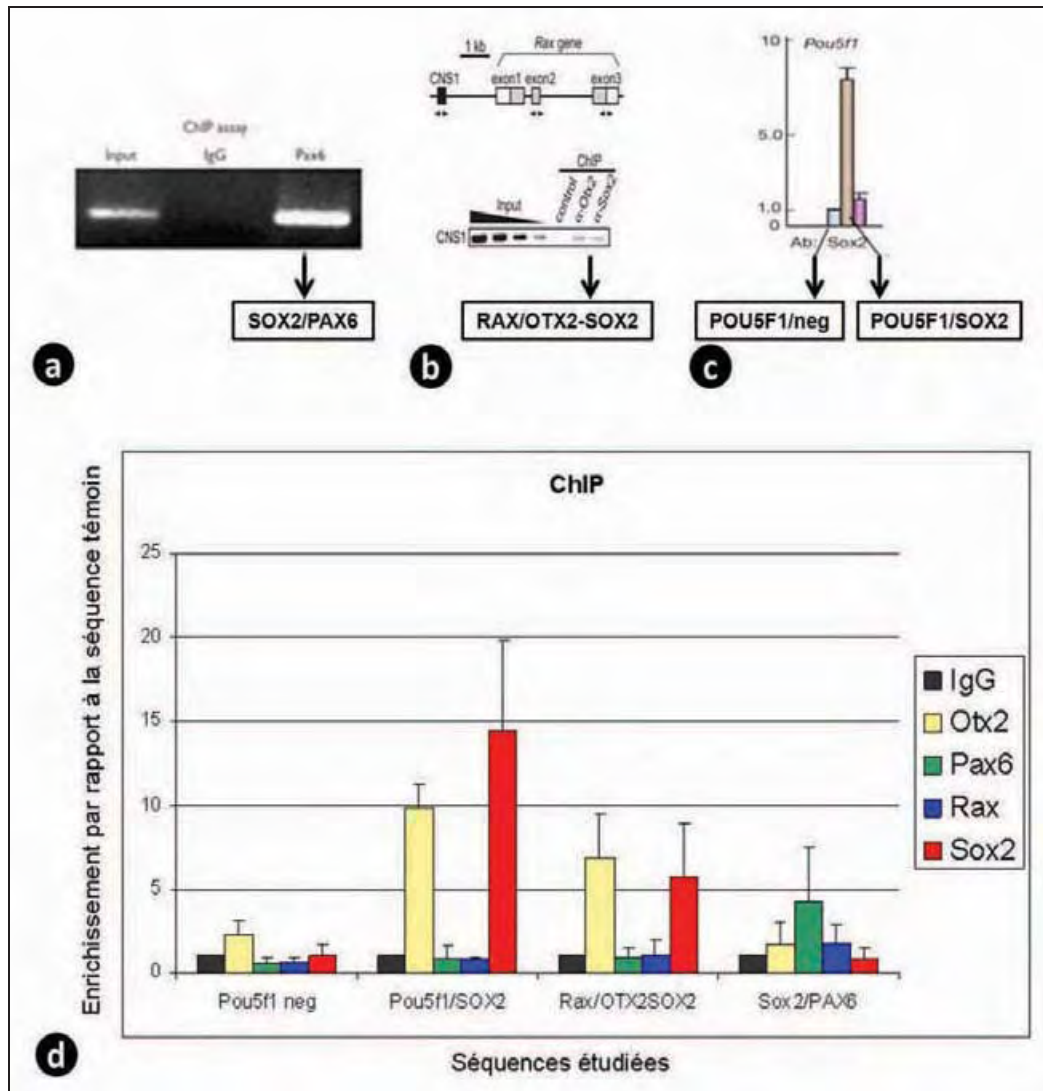 ChIP assay
Input IgG Pax6
SOX2/PAX6
a
1 kb Rax gene
CNS1 exon1 exon2 exon3
ChIP
Input control α-Otx2 α-Sox2
CNS1
RAX/OTX2-SOX2
b
10 Pou5f1
5.0
1.0
0
Ab: Sox2
POU5F1/neg POU5F1/SOX2
c
ChIP
Enrichissement par rapport à la séquence témoin
25
20
15
10
5
0
Pou5f1 neg Pou5f1/SOX2 Rax/OTX2SOX2 Sox2/PAX6
Séquences étudiées
IgG
Otx2
Pax6
Rax
Sox2
d